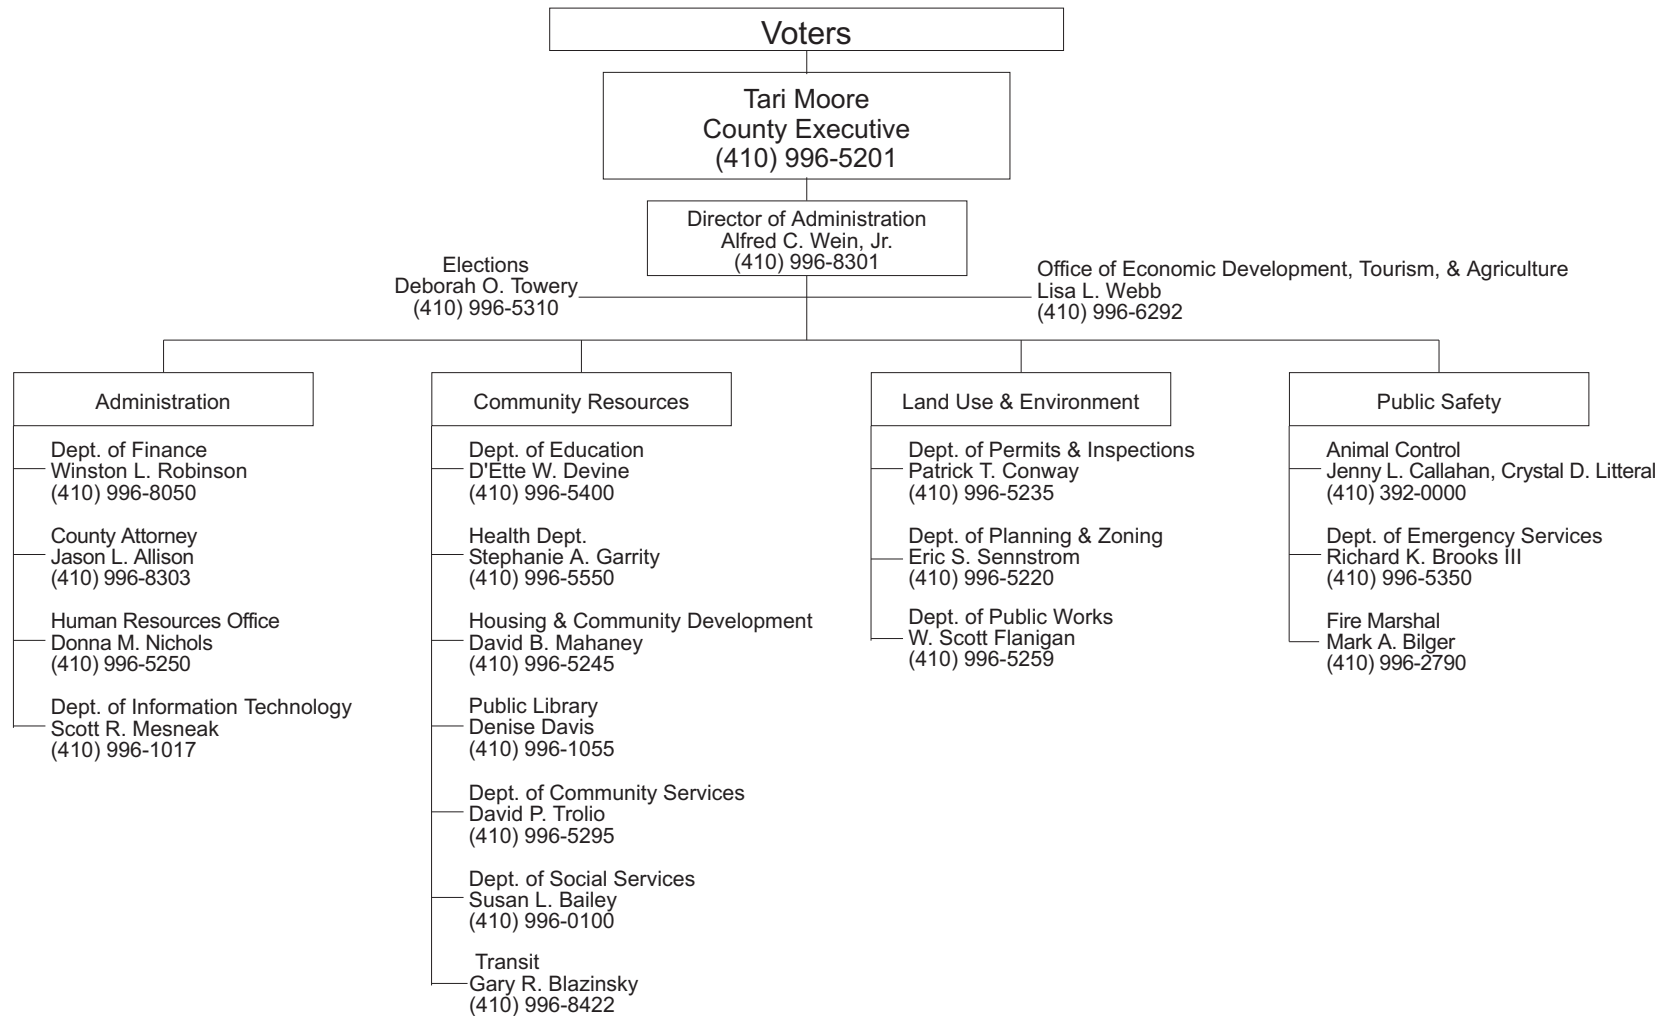 Voters
Tari Moore
County Executive
(410) 996-5201
Director of Administration
Alfred C. Wein, Jr.
(410) 996-8301
Elections
Deborah O. Towery
(410) 996-5310
Office of Economic Development, Tourism, & Agriculture
Lisa L. Webb
(410) 996-6292
Administration
Dept. of Finance
Winston L. Robinson
(410) 996-8050
County Attorney
Jason L. Allison
(410) 996-8303
Human Resources Office
Donna M. Nichols
(410) 996-5250
Dept. of Information Technology
Scott R. Mesneak
(410) 996-1017
Community Resources
Dept. of Education
D'Ette W. Devine
(410) 996-5400
Health Dept.
Stephanie A. Garrity
(410) 996-5550
Housing & Community Development
David B. Mahaney
(410) 996-5245
Public Library
Denise Davis
(410) 996-1055
Dept. of Community Services
David P. Trolio
(410) 996-5295
Dept. of Social Services
Susan L. Bailey
(410) 996-0100
Transit
Gary R. Blazinsky
(410) 996-8422
Land Use & Environment
Dept. of Permits & Inspections
Patrick T. Conway
(410) 996-5235
Dept. of Planning & Zoning
Eric S. Sennstrom
(410) 996-5220
Dept. of Public Works
W. Scott Flanigan
(410) 996-5259
Public Safety
Animal Control
Jenny L. Callahan, Crystal D. Litteral
(410) 392-0000
Dept. of Emergency Services
Richard K. Brooks III
(410) 996-5350
Fire Marshal
Mark A. Bilger
(410) 996-2790